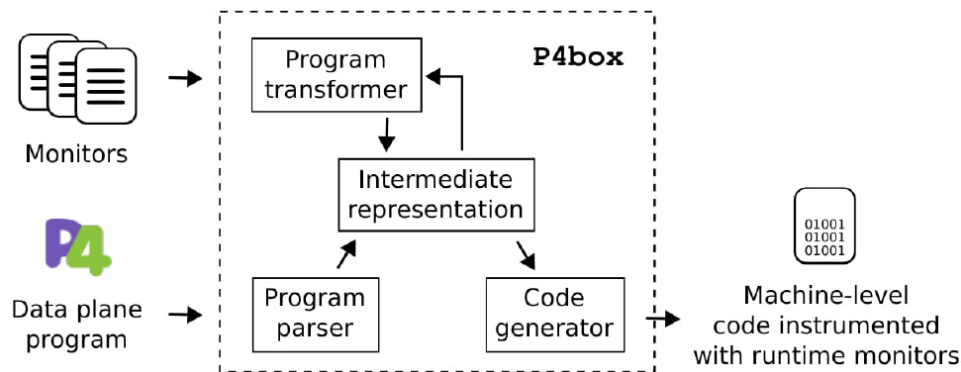 Monitors
P4
Data plane
program
P4box
Program
transformer
Intermediate
representation
Program
parser
Code
generator
01001
01001
01001
Machine-level
code instrumented
with runtime monitors